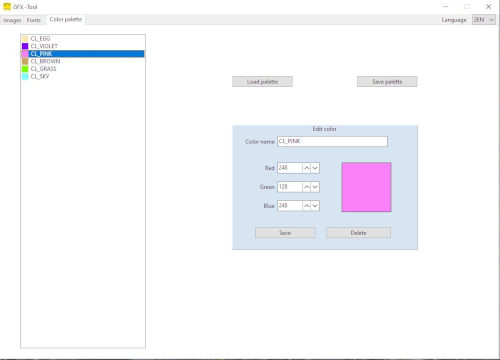 GFX -Tool
Images Fonts Color palette Language 2EN
CL_EGG
CL_VIOLET
CL_PINK
CL_BROWN
CL_GRASS
CL_SKY
Load palette Save palette
Edit color
Color name CL_PINK
Red 248
Green 128
Blue 248
Save Delete